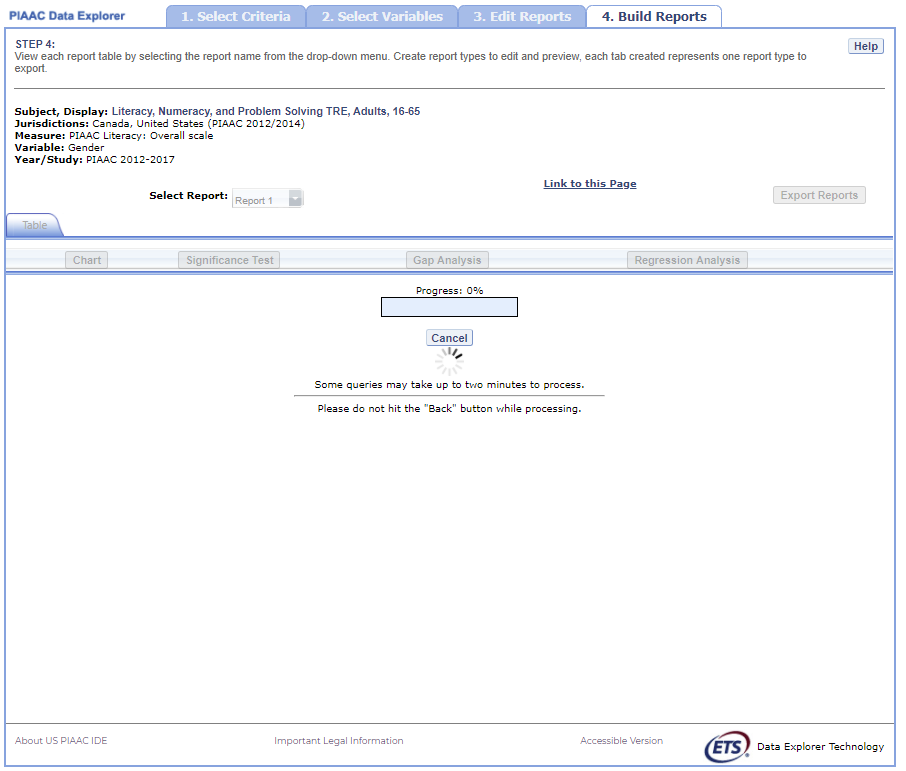 PIAAC Data Explorer
1. Select Criteria
2. Select Variables
3. Edit Reports
4. Build Reports
STEP 4:
Help
View each report table by selecting the report name from the drop-down menu. Create report types to edit and preview, each tab created represents one report type to
export.
Subject, Display: Literacy, Numeracy, and Problem Solving TRE, Adults, 16-65
Jurisdictions: Canada, United States (PIAAC 2012/2014)
Measure: PIAAC Literacy: Overall scale
Variable: Gender
Year/Study: PIAAC 2012-2017
Link to this Page
Select Report: Report 1
Export Reports
Table
Chart
Significance Test
Gap Analysis
Regression Analysis
Progress: 0%
Cancel
Some queries may take up to two minutes to process.
Please do not hit the "Back" button while processing.
About US PIAAC IDE
Important Legal Information
Accessible Version
ETS
Data Explorer Technology